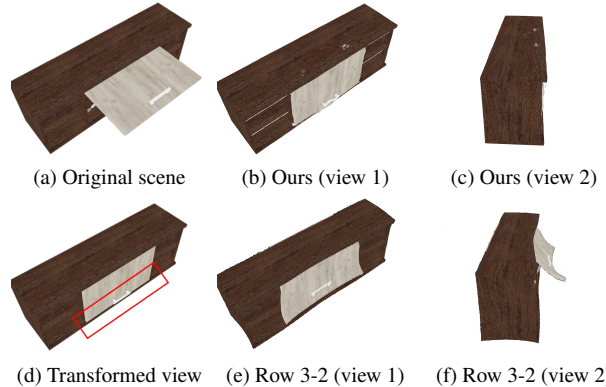 (a) Original scene
(b) Ours (view 1)
(c) Ours (view 2)
(d) Transformed view
(e) Row 3-2 (view 1)
(f) Row 3-2 (view 2